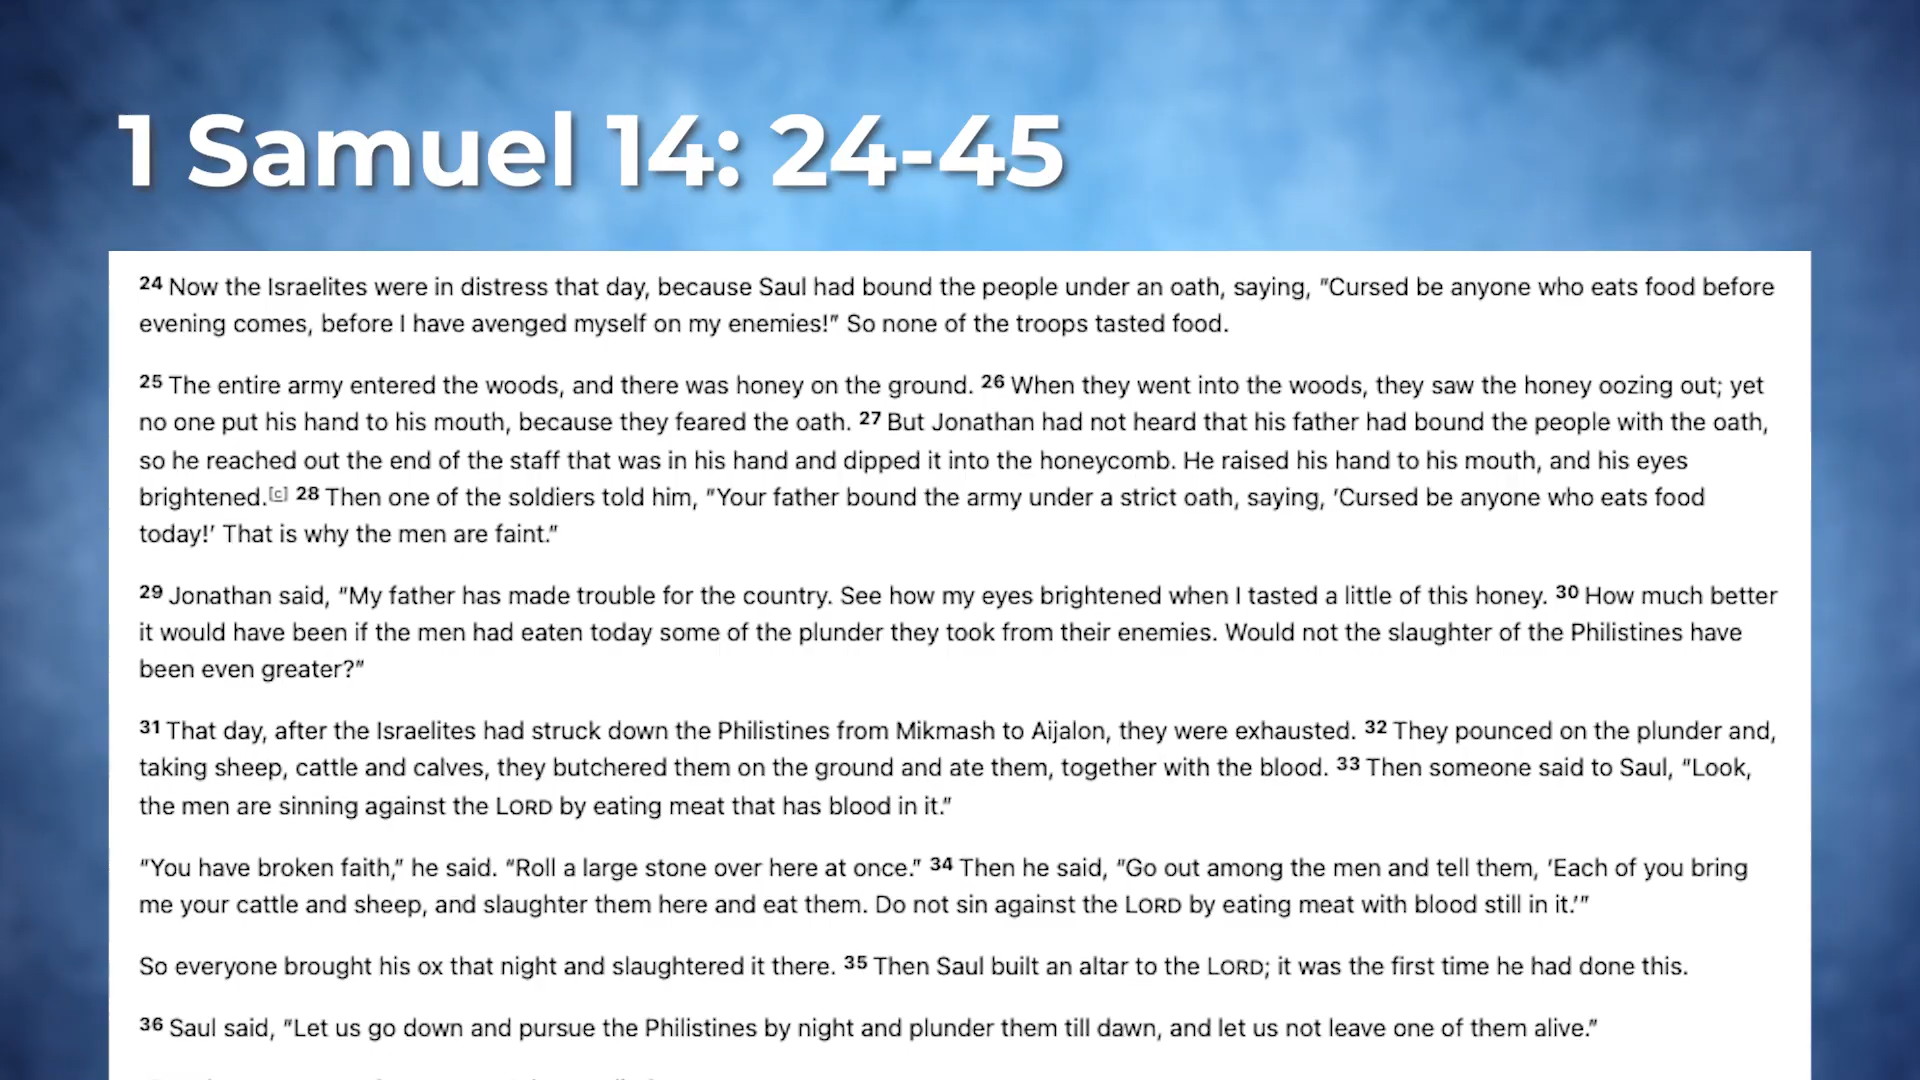 1 Samuel 14: 24-45
24 Now the Israelites were in distress that day, because Saul had bound the people under an oath, saying, "Cursed be anyone who eats food before
evening comes, before I have avenged myself on my enemies!" So none of the troops tasted food.
25 The entire army entered the woods, and there was honey on the ground. 26 When they went into the woods, they saw the honey oozing out; yet
no one put his hand to his mouth, because they feared the oath. 27 But Jonathan had not heard that his father had bound the people with the oath,
so he reached out the end of the staff that was in his hand and dipped it into the honeycomb. He raised his hand to his mouth, and his eyes
brightened.[c] 28 Then one of the soldiers told him, "Your father bound the army under a strict oath, saying, 'Cursed be anyone who eats food
today!' That is why the men are faint."
29 Jonathan said, "My father has made trouble for the country. See how my eyes brightened when I tasted a little of this honey. 30 How much better
it would have been if the men had eaten today some of the plunder they took from their enemies. Would not the slaughter of the Philistines have
been even greater?"
31 That day, after the Israelites had struck down the Philistines from Mikmash to Aijalon, they were exhausted. 32 They pounced on the plunder and,
taking sheep, cattle and calves, they butchered them on the ground and ate them, together with the blood. 33 Then someone said to Saul, "Look,
the men are sinning against the LORD by eating meat that has blood in it."
"You have broken faith," he said. "Roll a large stone over here at once." 34 Then he said, "Go out among the men and tell them, 'Each of you bring
me your cattle and sheep, and slaughter them here and eat them. Do not sin against the LORD by eating meat with blood still in it.'"
So everyone brought his ox that night and slaughtered it there. 35 Then Saul built an altar to the LORD; it was the first time he had done this.
36 Saul said, "Let us go down and pursue the Philistines by night and plunder them till dawn, and let us not leave one of them alive."